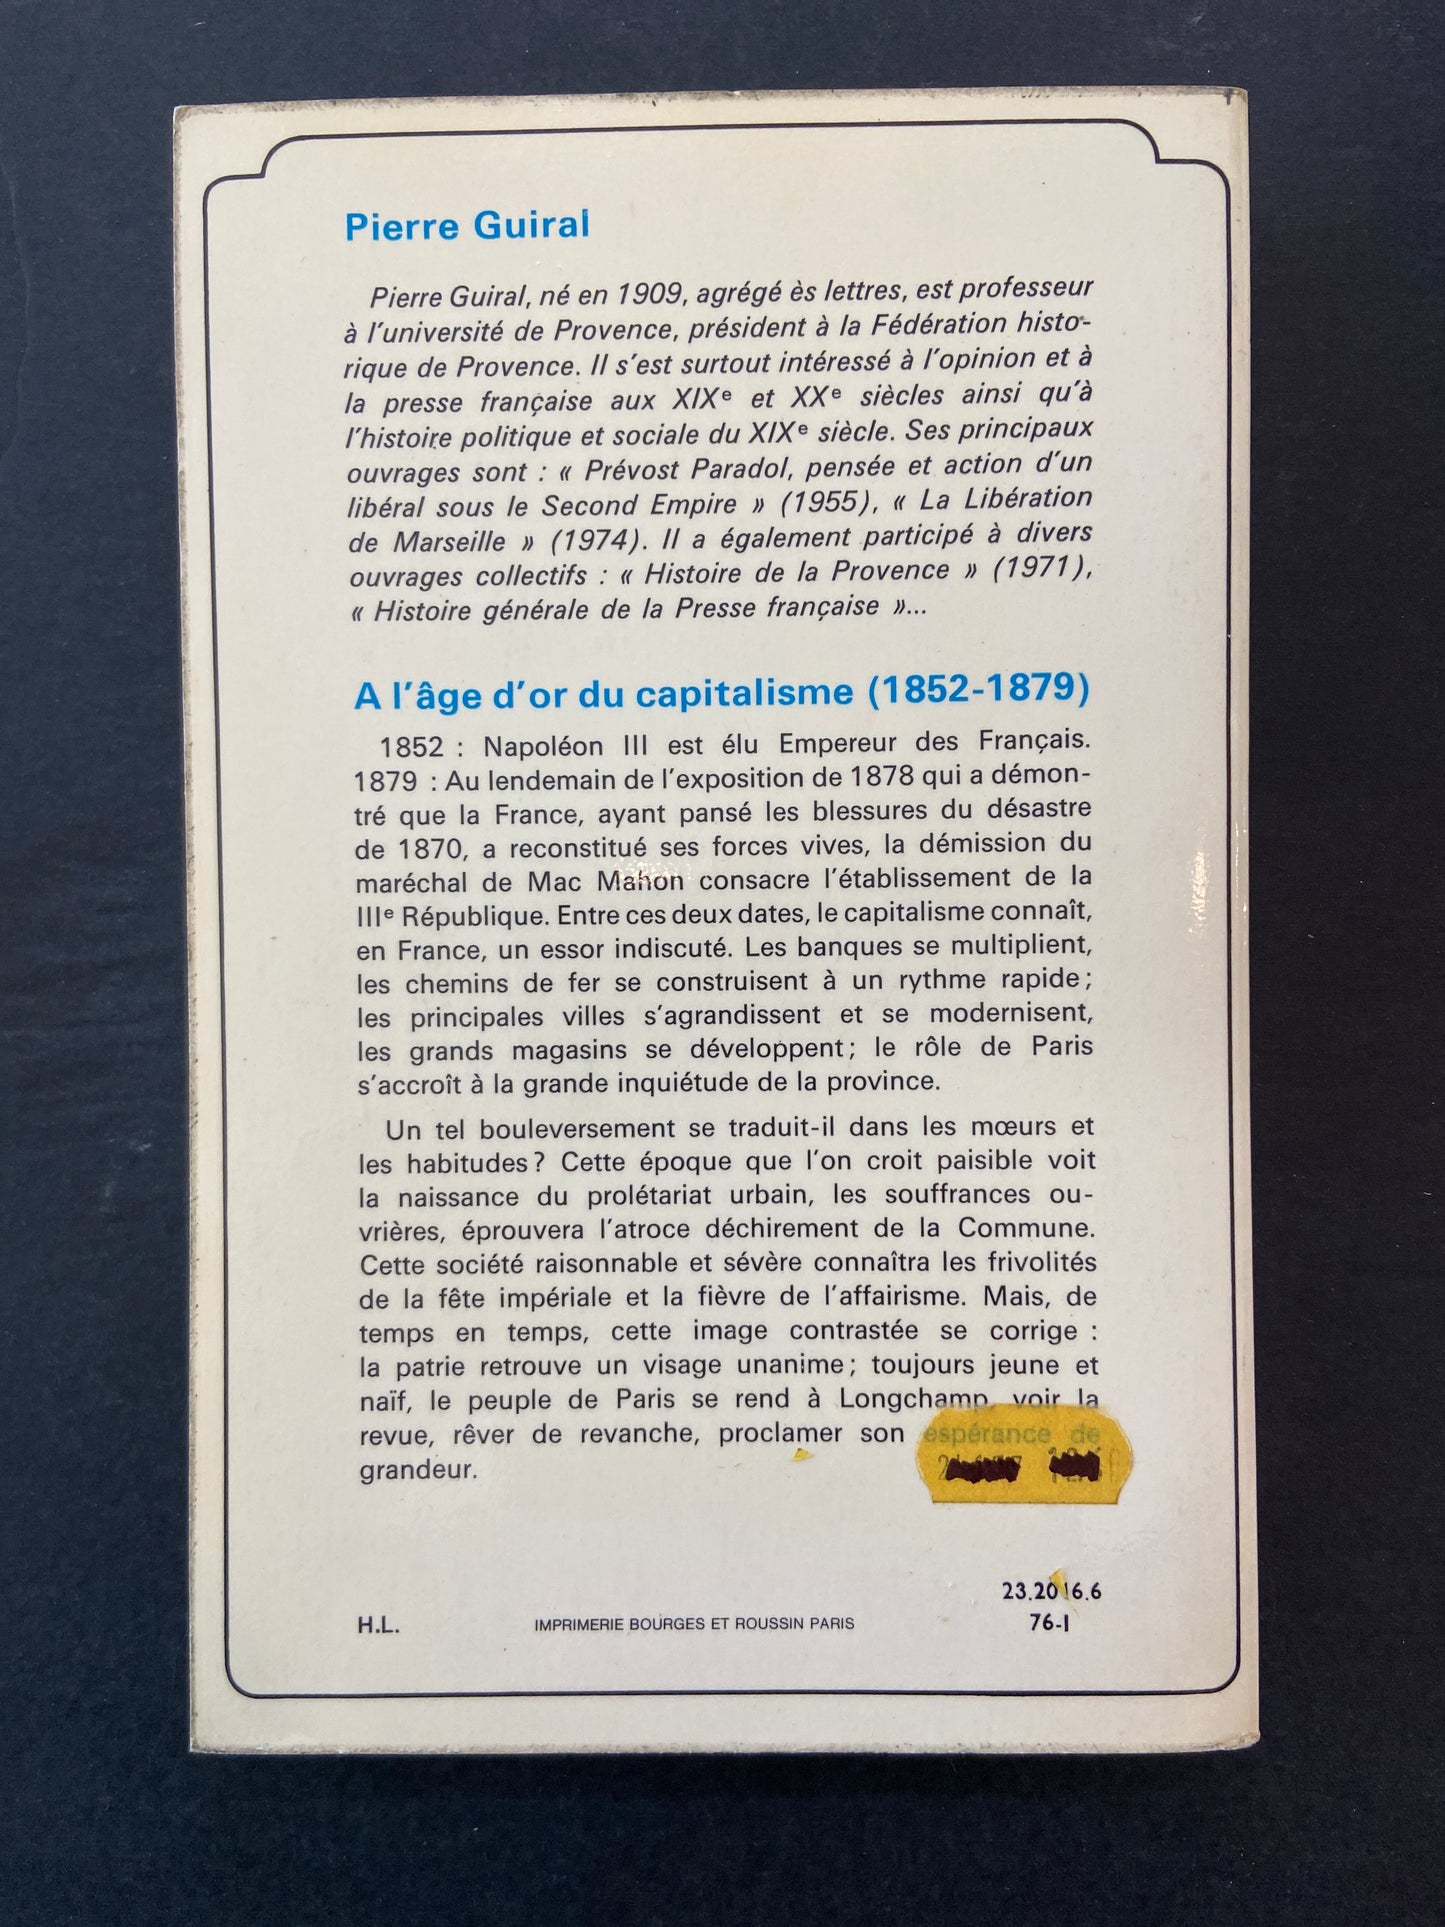 Pierre Guiral
Pierre Guiral, né en 1909, agrégé ès lettres, est professeur
à l'université de Provence, président à la Fédération histo-
rique de Provence. Il s'est surtout intéressé à l'opinion et à
la presse française aux XIXe et XXe siècles ainsi qu'à
l'histoire politique et sociale du XIXe siècle. Ses principaux
ouvrages sont : « Prévost Paradol, pensée et action d'un
libéral sous le Second Empire » (1955), « La Libération
de Marseille » (1974). Il a également participé à divers
ouvrages collectifs : « Histoire de la Provence » (1971),
« Histoire générale de la Presse française »...
A l'âge d'or du capitalisme (1852-1879)
1852 : Napoléon III est élu Empereur des Français.
1879 : Au lendemain de l'exposition de 1878 qui a démon-
tré que la France, ayant pansé les blessures du désastre
de 1870, a reconstitué ses forces vives, la démission du
maréchal de Mac Mahon consacre l'établissement de la
IIIe République. Entre ces deux dates, le capitalisme connaît,
en France, un essor indiscuté. Les banques se multiplient,
les chemins de fer se construisent à un rythme rapide;
les principales villes s'agrandissent et se modernisent,
les grands magasins se développent; le rôle de Paris
s'accroît à la grande inquiétude de la province.
Un tel bouleversement se traduit-il dans les mœurs et
les habitudes? Cette époque que l'on croit paisible voit
la naissance du prolétariat urbain, les souffrances ou-
vrières, éprouvera l'atroce déchirement de la Commune.
Cette société raisonnable et sévère connaîtra les frivolités
de la fête impériale et la fièvre de l'affairisme. Mais, de
temps en temps, cette image contrastée se corrige :
la patrie retrouve un visage unanime; toujours jeune et
naïf, le peuple de Paris se rend à Longchamp, voir la
revue, rêver de revanche, proclamer son espérance de
grandeur.
23.2016.6
H.L. IMPRIMERIE BOURGES ET ROUSSIN PARIS 76-I